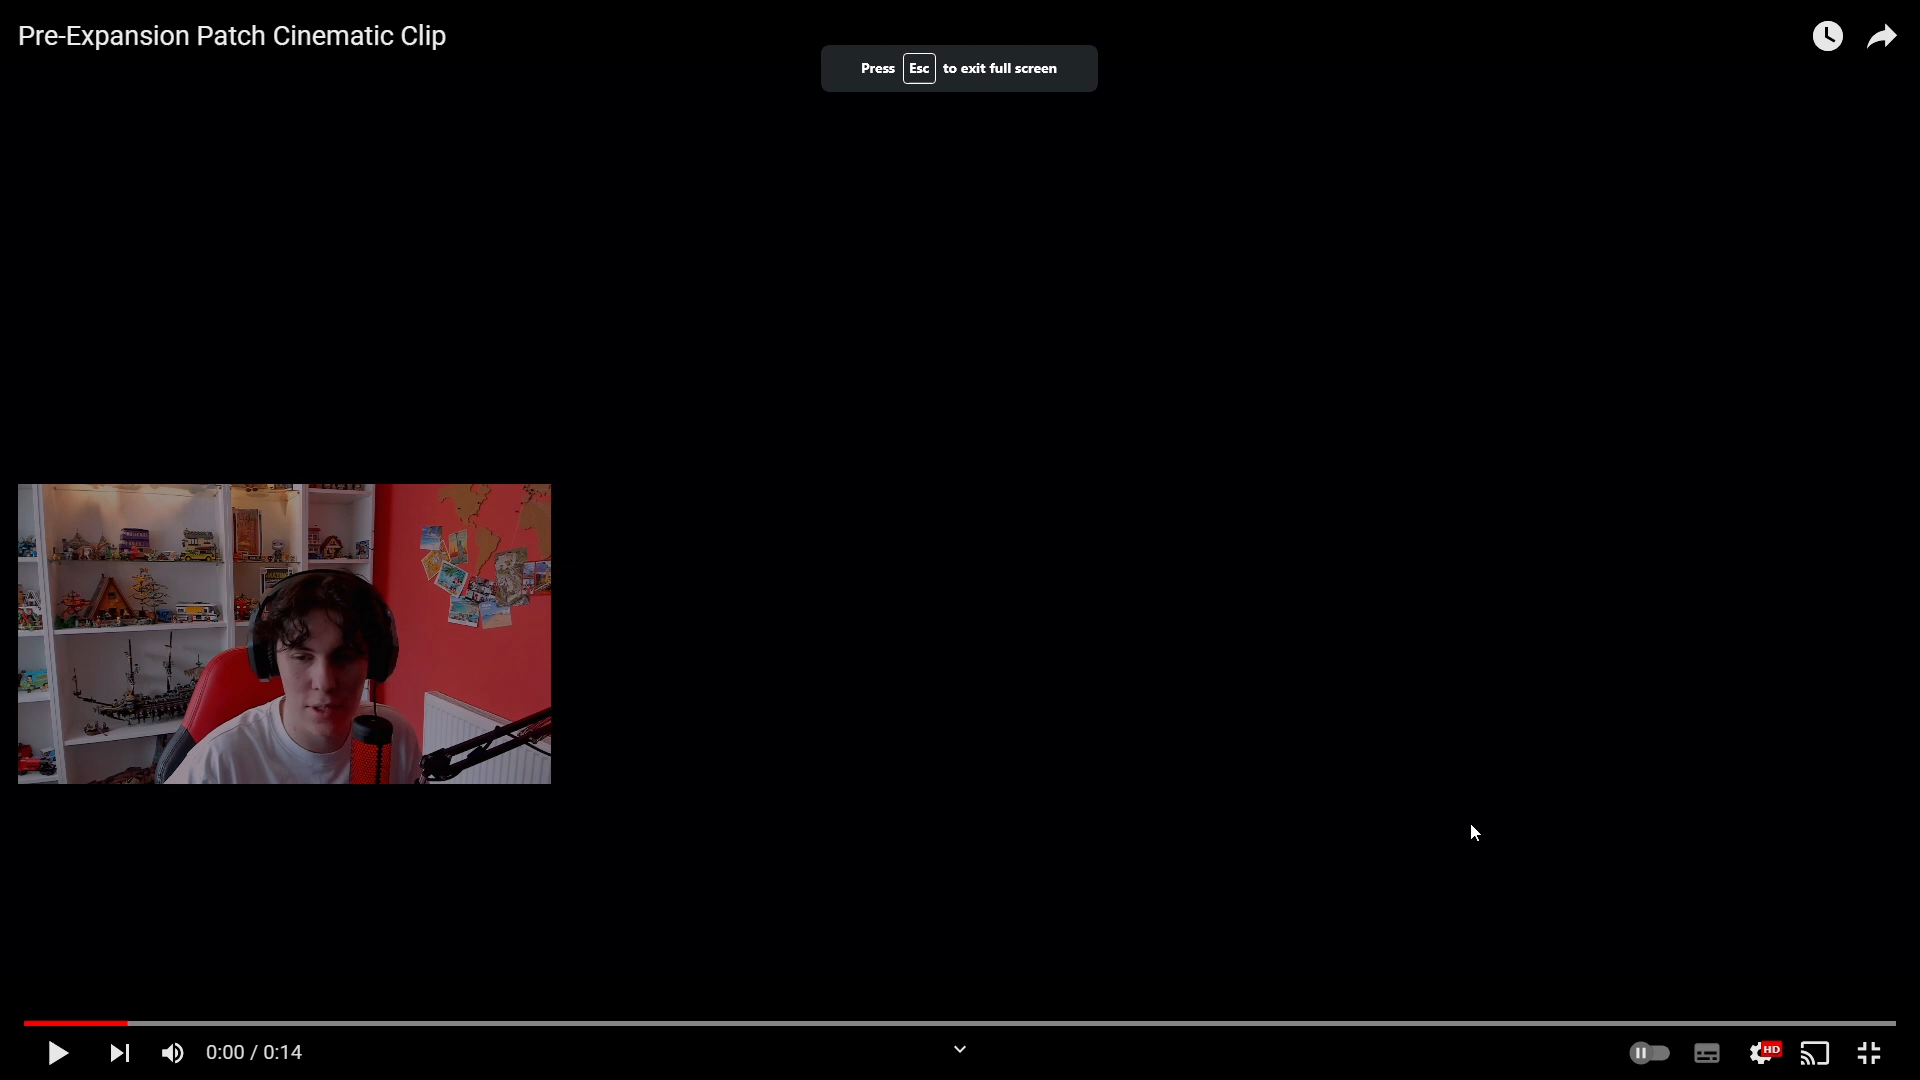 Pre-Expansion Patch Cinematic Clip
Press Esc to exit full screen
0:00 / 0:14
HD